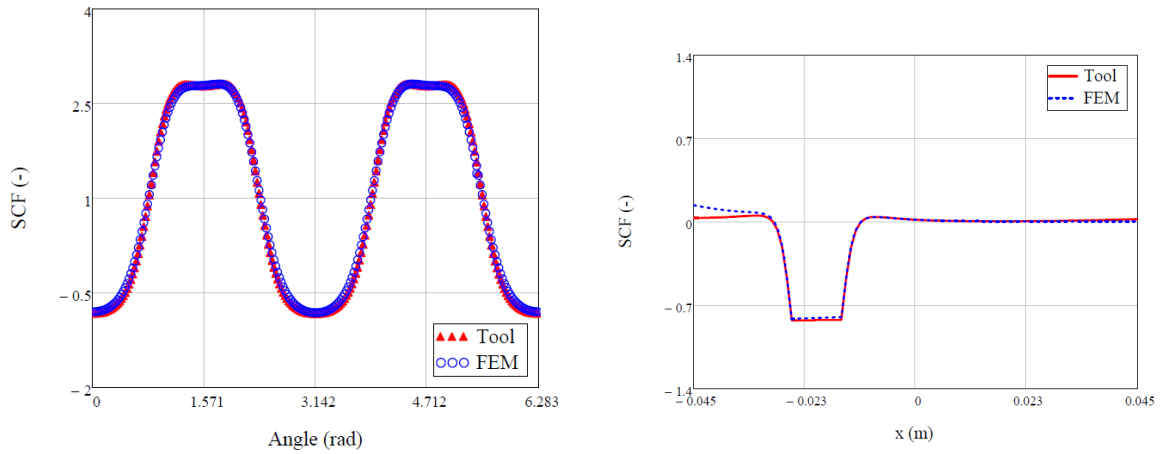 4
2.5
1
– 0.5
– 2
SCF (-)
0
1.571
3.142
4.712
6.283
Angle (rad)
Tool
FEM
1.4
0.7
0
– 0.7
– 1.4
SCF (-)
– 0.045
– 0.023
0
0.023
0.045
x (m)
Tool
FEM